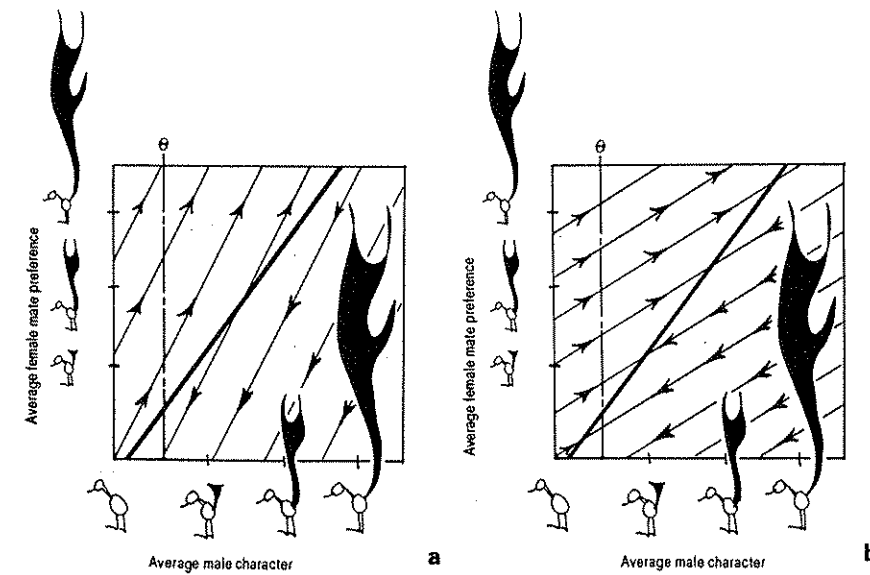 θ
θ
Average female mate preference
Average female mate preference
Average male character
a
Average male character
b